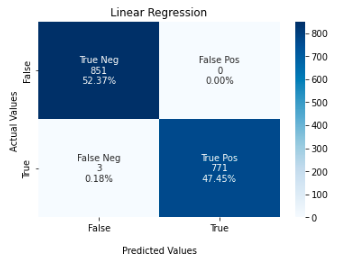 Linear Regression
True Neg
851
52.37%
False Pos
0
0.00%
False Neg
3
0.18%
True Pos
771
47.45%
Actual Values
False
True
False
True
Predicted Values
800
700
600
500
400
300
200
100
0